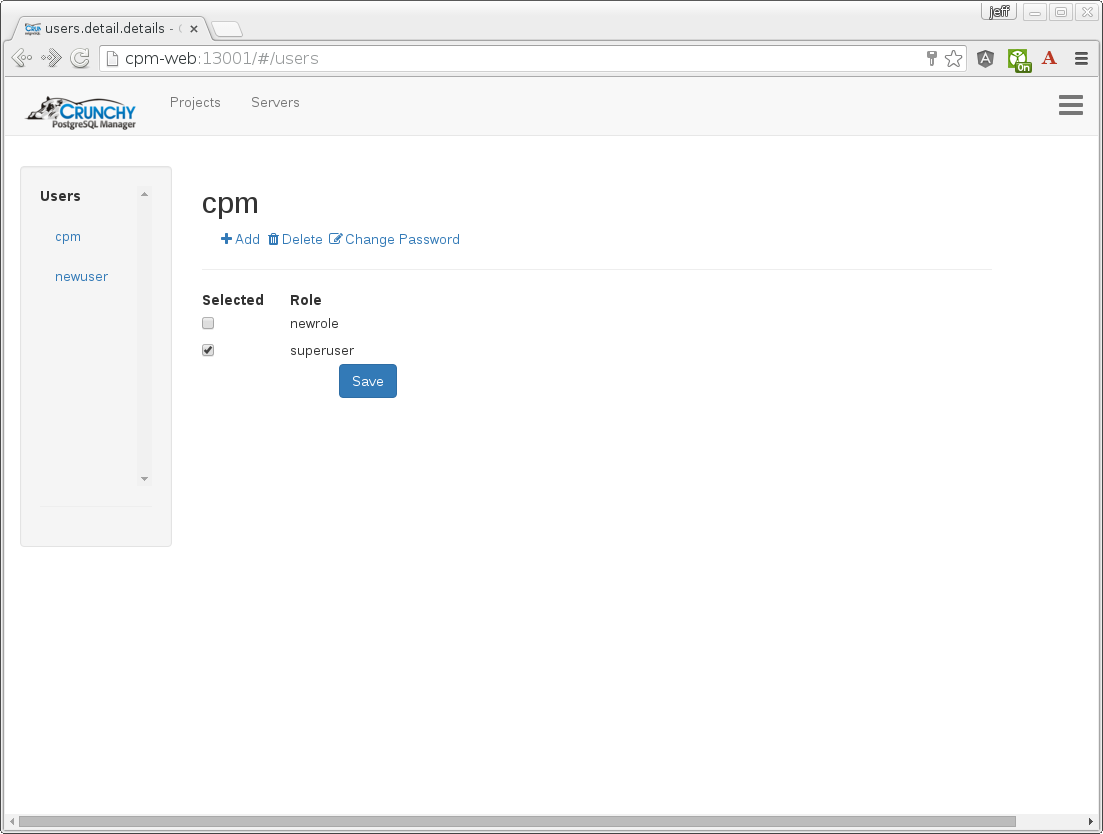 jeff
users.detail.details - C
cpm-web:13001/#/users
On
A
CRUNCHY
PostgreSQL Manager
Projects
Servers
Users
cpm
newuser
cpm
Add Delete Change Password
Selected Role
newrole
superuser
Save